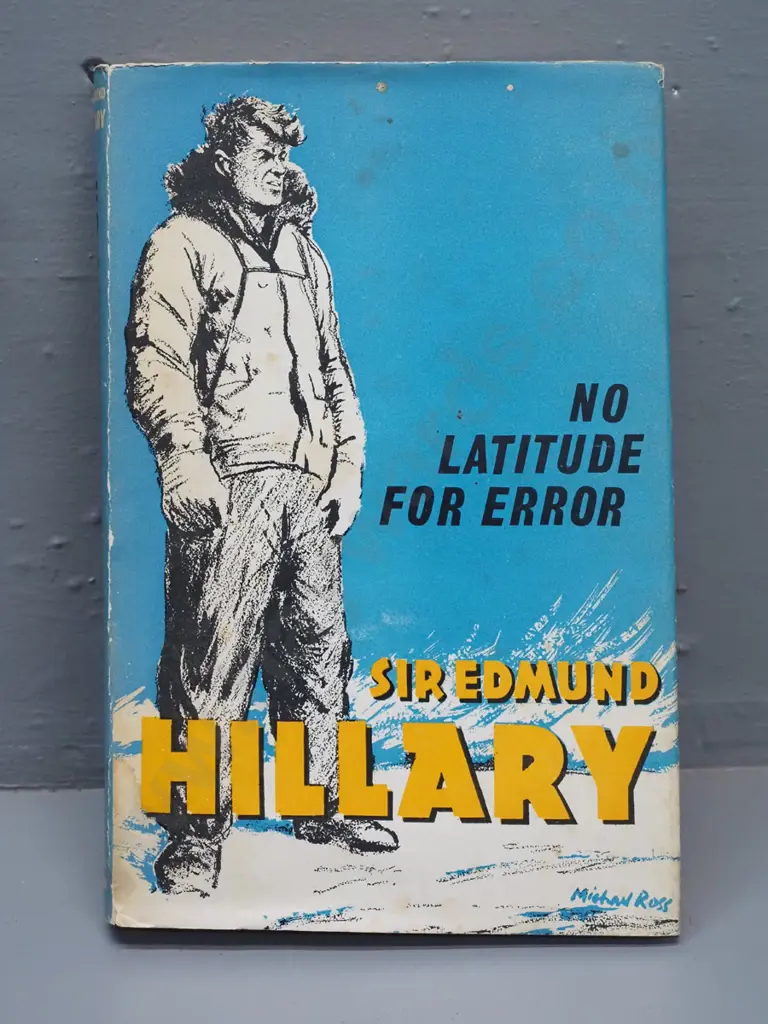 NO
LATITUDE
FOR ERROR
SIR EDMUND
HILLARY
Michael Ross